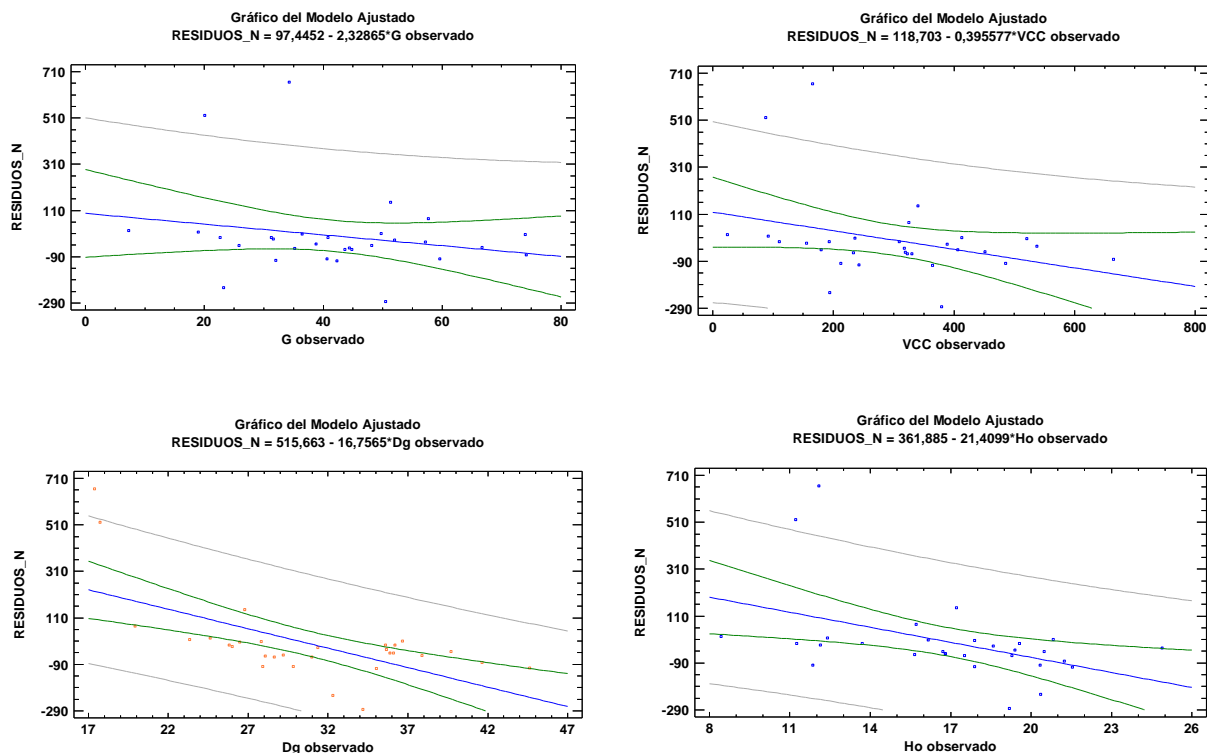 Gráfico del Modelo Ajustado
RESIDUOS_N = 97,4452 - 2,32865*G observado
RESIDUOS_N
710
510
310
110
-90
-290
0 20 40 60 80
G observado
Gráfico del Modelo Ajustado
RESIDUOS_N = 118,703 - 0,395577*VCC observado
RESIDUOS_N
710
510
310
110
-90
-290
0 200 400 600 800
VCC observado
Gráfico del Modelo Ajustado
RESIDUOS_N = 515,663 - 16,7565*Dg observado
RESIDUOS_N
710
510
310
110
-90
-290
17 22 27 32 37 42 47
Dg observado
Gráfico del Modelo Ajustado
RESIDUOS_N = 361,885 - 21,4099*Ho observado
RESIDUOS_N
710
510
310
110
-90
-290
8 11 14 17 20 23 26
Ho observado